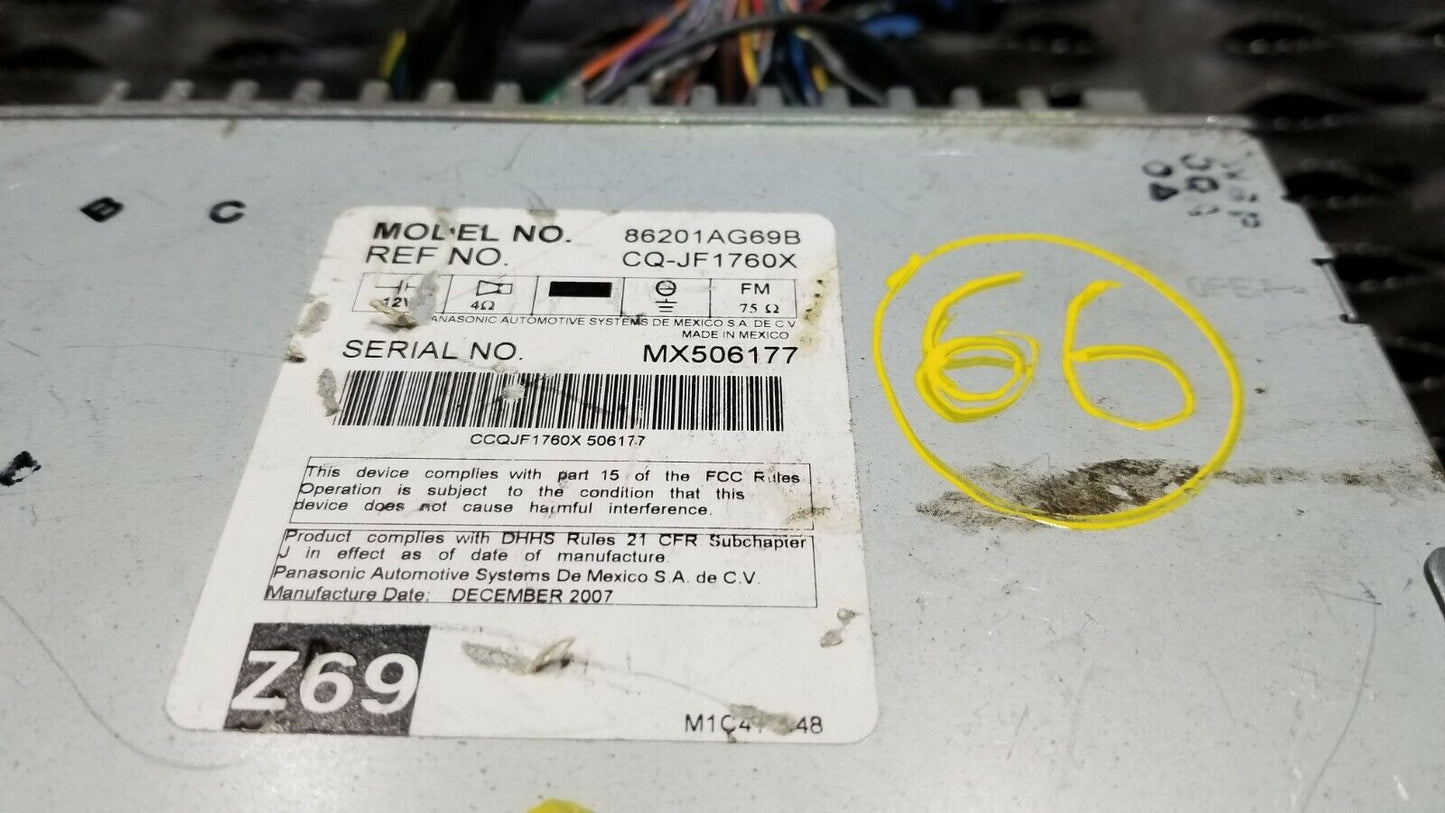 B C
66
MODEL NO. 86201AG69B
REF NO. CQ-JF1760X
12V 4Ω FM 75 Ω
PANASONIC AUTOMOTIVE SYSTEMS DE MEXICO S.A. DE C.V
MADE IN MEXICO
SERIAL NO. MX506177
CCQJF1760X 506177
This device complies with part 15 of the FCC Rules
Operation is subject to the condition that this
device does not cause harmful interference.
Product complies with DHHS Rules 21 CFR Subchapter
J in effect as of date of manufacture.
Panasonic Automotive Systems De Mexico S.A. de C.V.
Manufacture Date: DECEMBER 2007
Z69